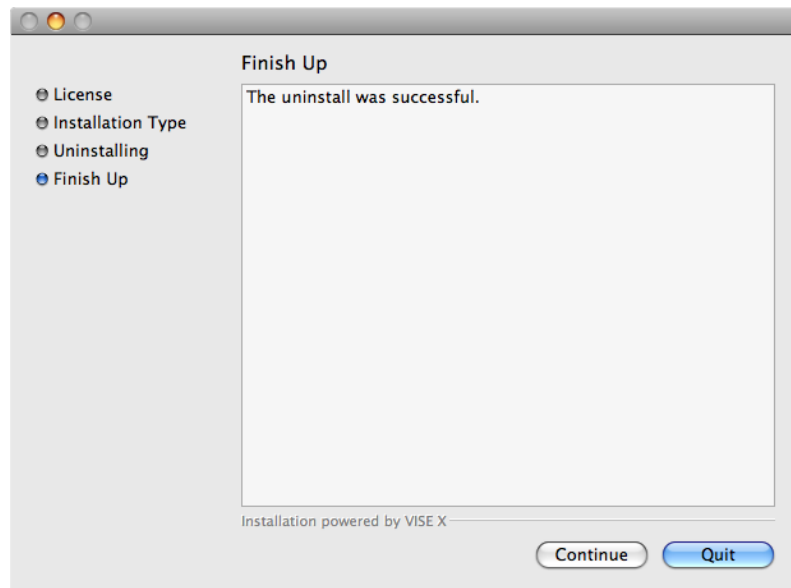 Finish Up
License
Installation Type
Uninstalling
Finish Up
The uninstall was successful.
Installation powered by VISE X
Continue
Quit